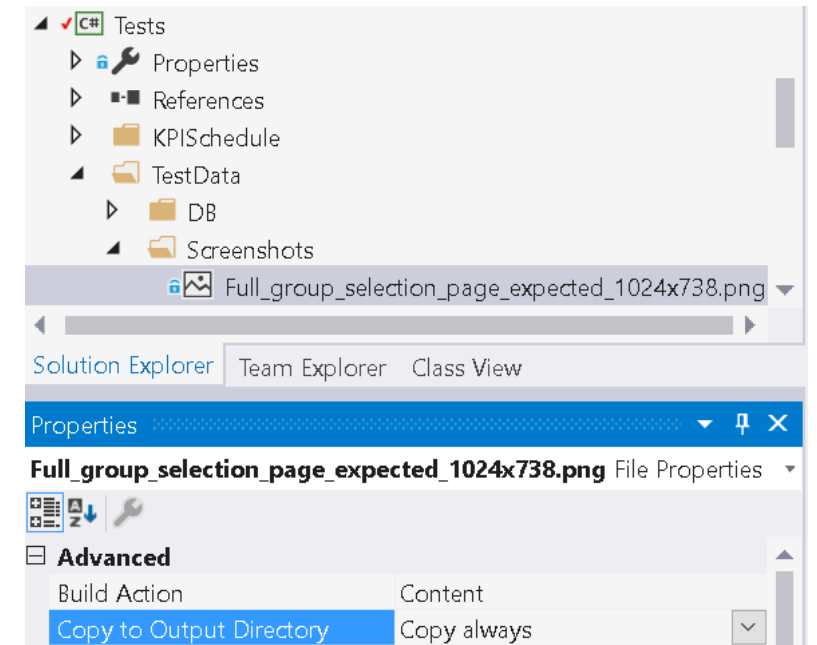 C# Tests
Properties
References
KPISchedule
TestData
DB
Screenshots
Full_group_selection_page_expected_1024x738.png
Solution Explorer Team Explorer Class View
Properties
Full_group_selection_page_expected_1024x738.png File Properties
AZ
Advanced
Build Action Content
Copy to Output Directory Copy always